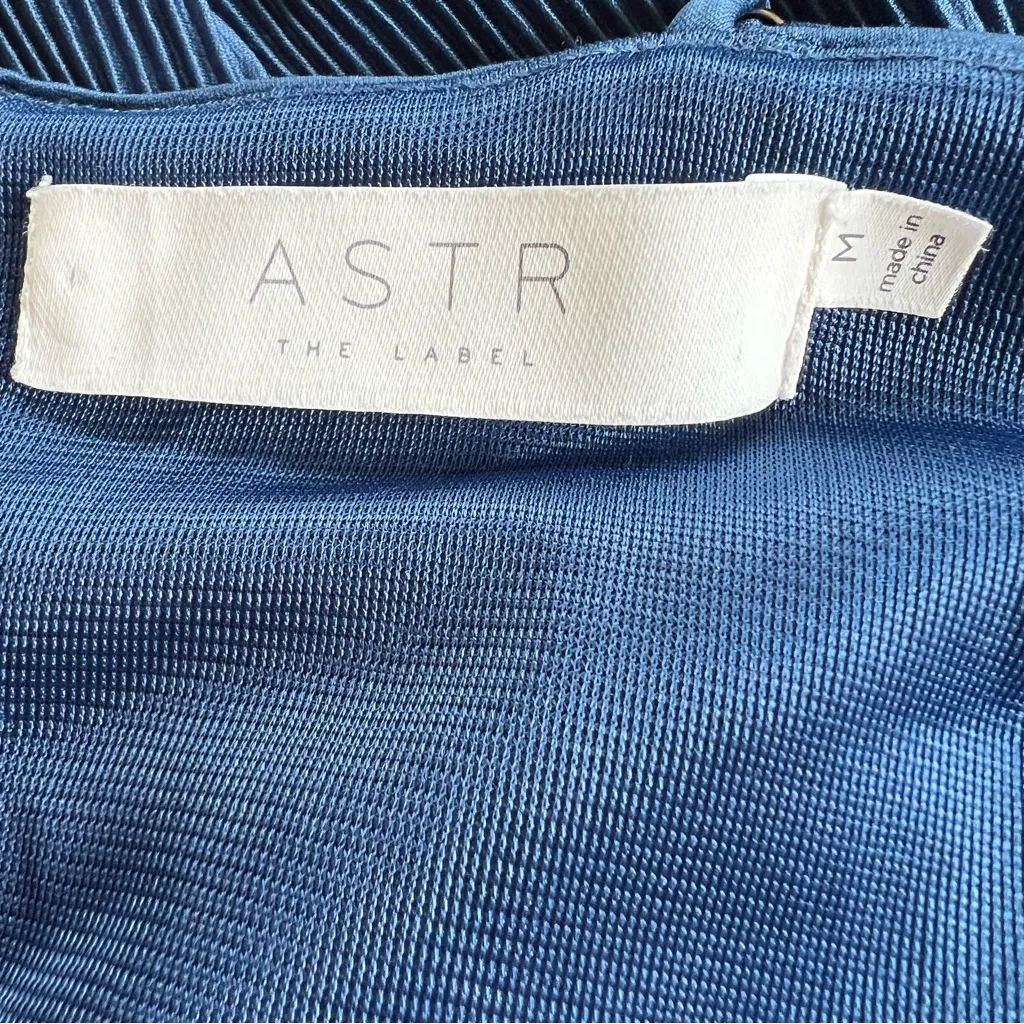 ASTR
THE LABEL
M
made in
china